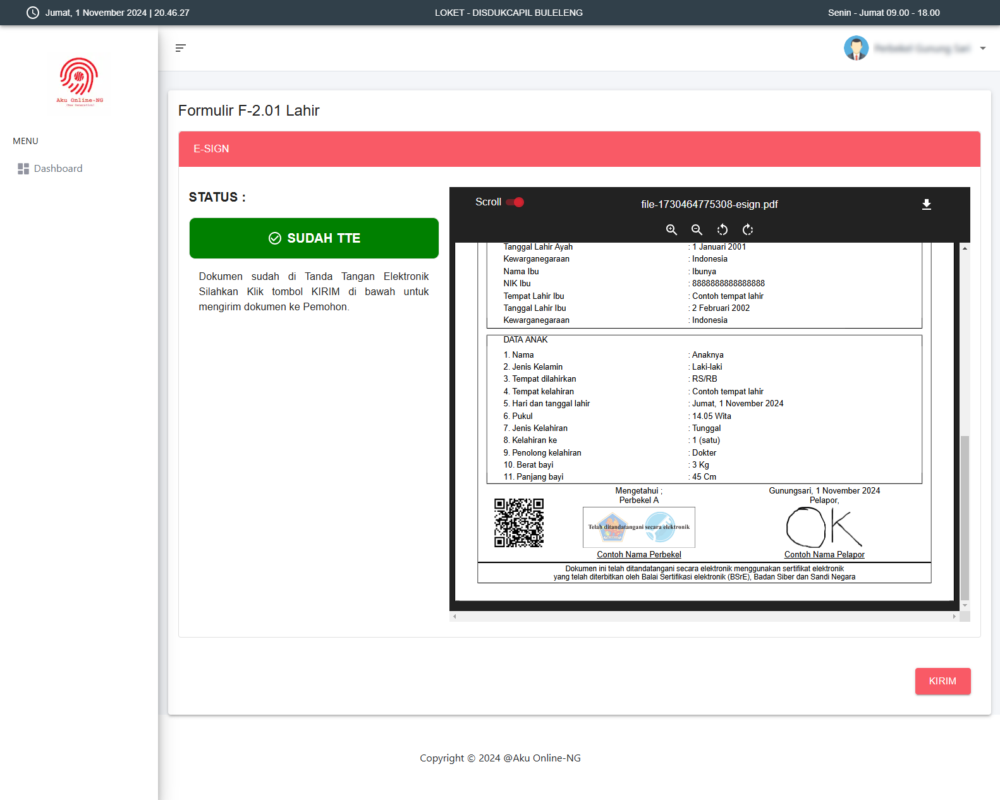 Jumat, 1 November 2024 | 20.46.27
LOKET - DISDUKCAPIL BULELENG
Senin - Jumat 09.00 - 18.00
Aku Online-NG
(New Generation)
MENU
Dashboard
Formulir F-2.01 Lahir
E-SIGN
STATUS :
SUDAH TTE
Dokumen sudah di Tanda Tangan Elektronik
Silahkan Klik tombol KIRIM di bawah untuk
mengirim dokumen ke Pemohon.
Scroll
file-1730464775308-esign.pdf
Tanggal Lahir Ayah : 1 Januari 2001
Kewarganegaraan : Indonesia
Nama Ibu : Ibunya
NIK Ibu : 8888888888888888
Tempat Lahir Ibu : Contoh tempat lahir
Tanggal Lahir Ibu : 2 Februari 2002
Kewarganegaraan : Indonesia
DATA ANAK
1. Nama : Anaknya
2. Jenis Kelamin : Laki-laki
3. Tempat dilahirkan : RS/RB
4. Tempat kelahiran : Contoh tempat lahir
5. Hari dan tanggal lahir : Jumat, 1 November 2024
6. Pukul : 14.05 Wita
7. Jenis Kelahiran : Tunggal
8. Kelahiran ke : 1 (satu)
9. Penolong kelahiran : Dokter
10. Berat bayi : 3 Kg
11. Panjang bayi : 45 Cm
Mengetahui ;
Perbekel A
Telah ditandatangani secara elektronik
Contoh Nama Perbekel
Gunungsari, 1 November 2024
Pelapor,
OK
Contoh Nama Pelapor
Dokumen ini telah ditandatangani secara elektronik menggunakan sertifikat elektronik
yang telah diterbitkan oleh Balai Sertifikasi elektronik (BSrE), Badan Siber dan Sandi Negara
KIRIM
Copyright © 2024 @Aku Online-NG